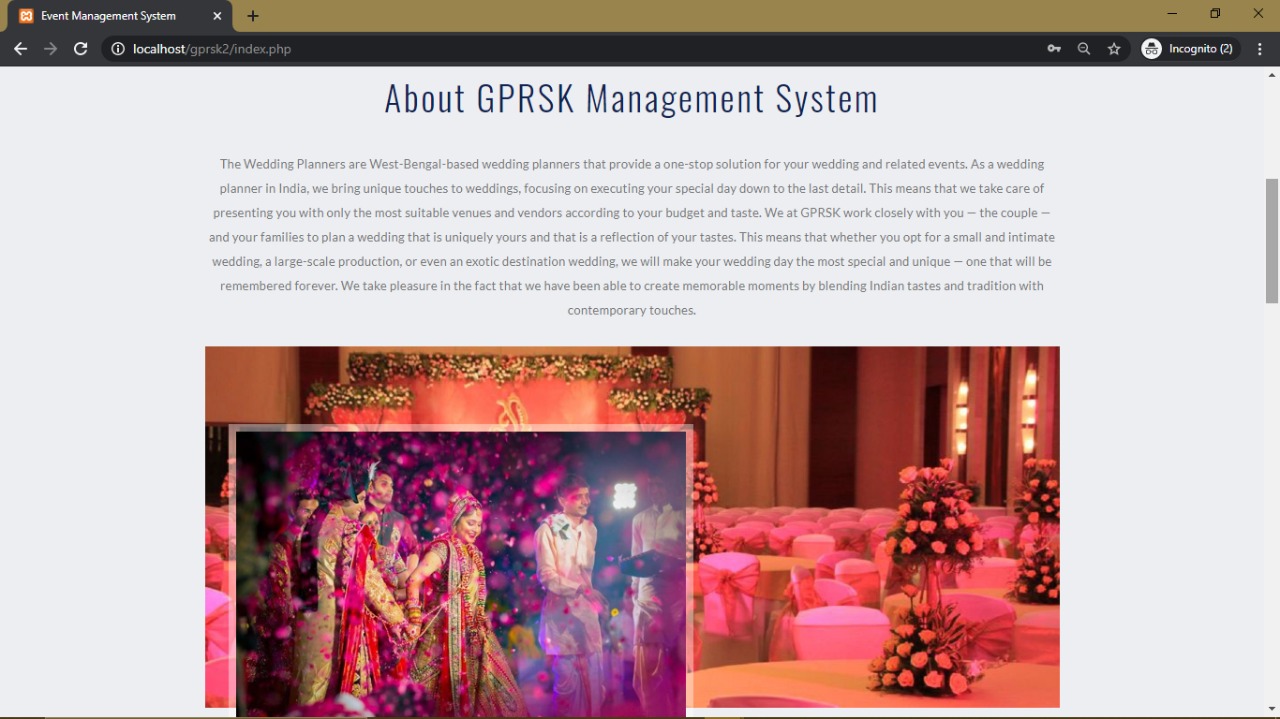 Event Management System
localhost/gprsk2/index.php
Incognito (2)
About GPRSK Management System
The Wedding Planners are West-Bengal-based wedding planners that provide a one-stop solution for your wedding and related events. As a wedding
planner in India, we bring unique touches to weddings, focusing on executing your special day down to the last detail. This means that we take care of
presenting you with only the most suitable venues and vendors according to your budget and taste. We at GPRSK work closely with you — the couple —
and your families to plan a wedding that is uniquely yours and that is a reflection of your tastes. This means that whether you opt for a small and intimate
wedding, a large-scale production, or even an exotic destination wedding, we will make your wedding day the most special and unique — one that will be
remembered forever. We take pleasure in the fact that we have been able to create memorable moments by blending Indian tastes and tradition with
contemporary touches.